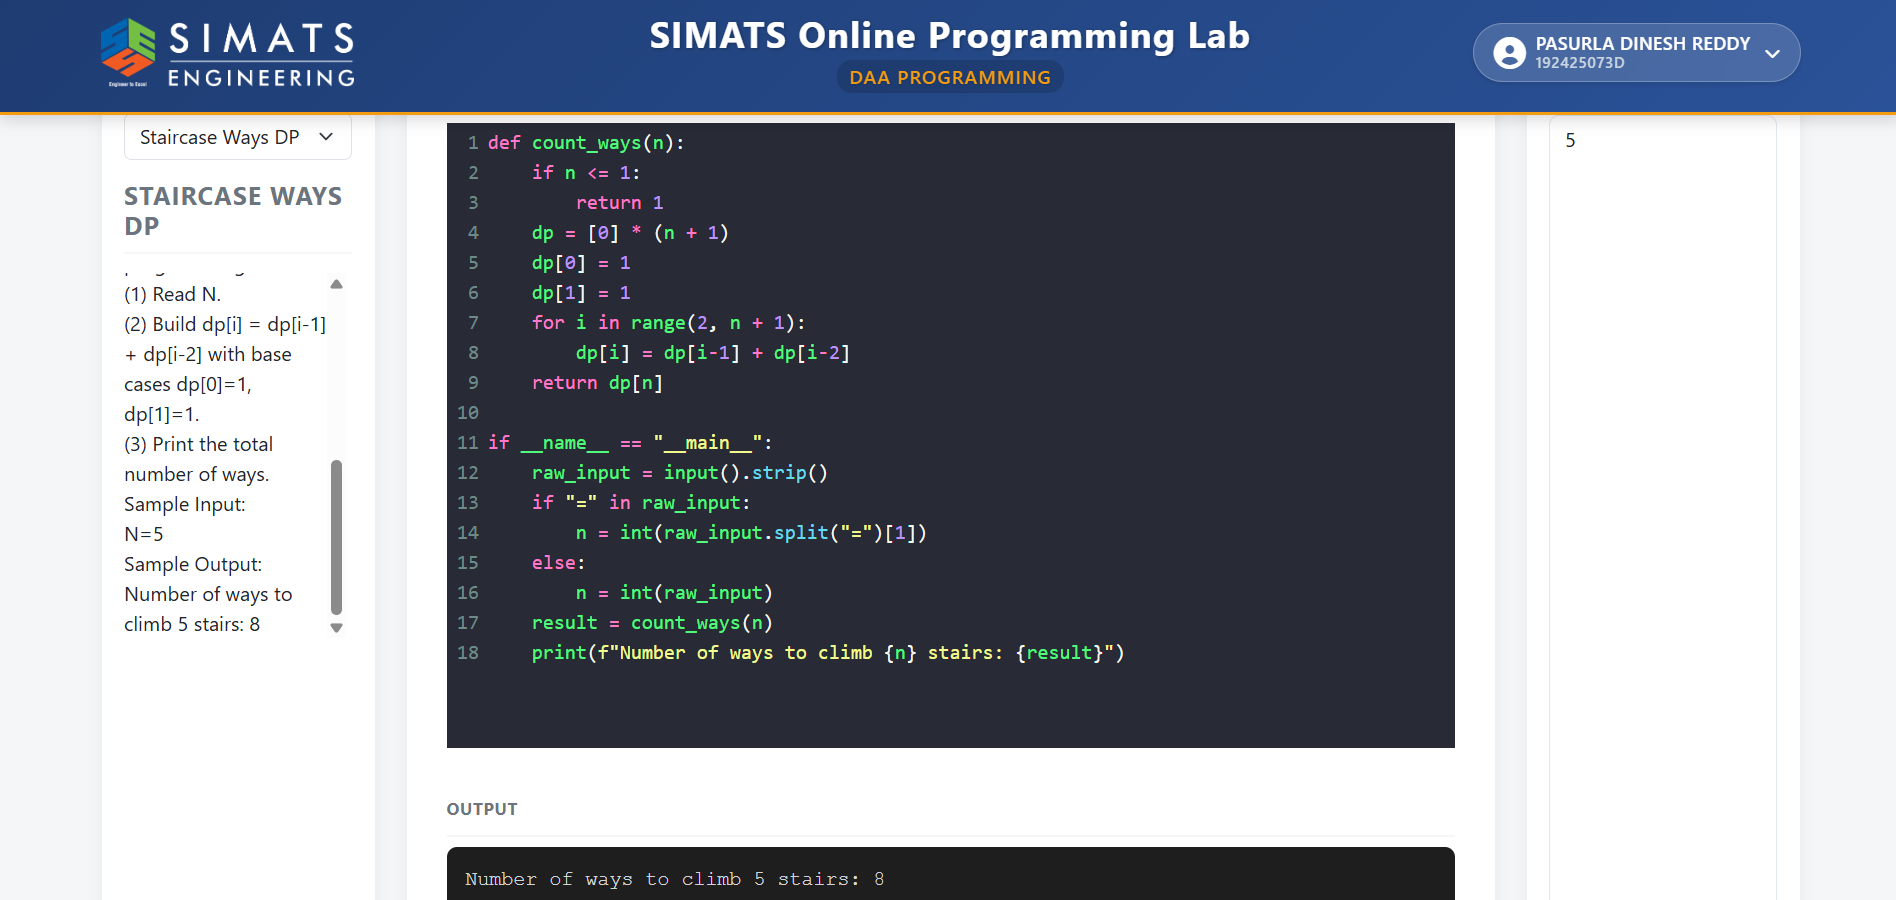 SIMATS
ENGINEERING
Engineer to Excel
SIMATS Online Programming Lab
DAA PROGRAMMING
PASURLA DINESH REDDY
192425073D
Staircase Ways DP
STAIRCASE WAYS
DP
(1) Read N.
(2) Build dp[i] = dp[i-1]
+ dp[i-2] with base
cases dp[0]=1,
dp[1]=1.
(3) Print the total
number of ways.
Sample Input:
N=5
Sample Output:
Number of ways to
climb 5 stairs: 8
1 def count_ways(n):
2     if n <= 1:
3         return 1
4     dp = [0] * (n + 1)
5     dp[0] = 1
6     dp[1] = 1
7     for i in range(2, n + 1):
8         dp[i] = dp[i-1] + dp[i-2]
9     return dp[n]
10
11 if __name__ == "__main__":
12     raw_input = input().strip()
13     if "=" in raw_input:
14         n = int(raw_input.split("=")[1])
15     else:
16         n = int(raw_input)
17     result = count_ways(n)
18     print(f"Number of ways to climb {n} stairs: {result}")
OUTPUT
Number of ways to climb 5 stairs: 8
5